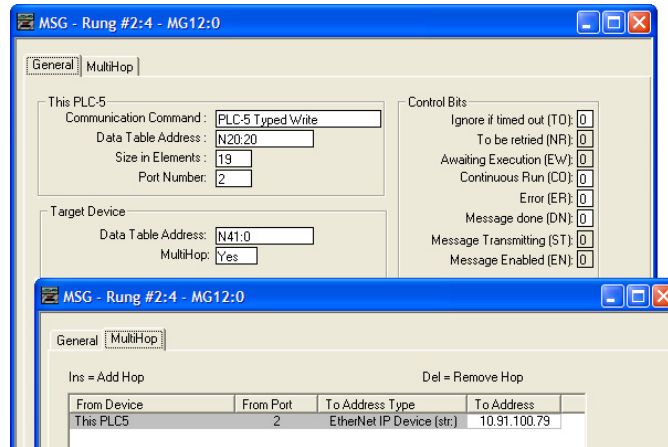 MSG - Rung #2:4 - MG12:0
General MultiHop
This PLC-5
Communication Command : PLC-5 Typed Write
Data Table Address : N20:20
Size in Elements : 19
Port Number: 2
Target Device
Data Table Address: N41:0
MultiHop: Yes
Control Bits
Ignore if timed out (TO): 0
To be retried (NR): 0
Awaiting Execution (EW): 0
Continuous Run (CO): 0
Error (ER): 0
Message done (DN): 0
Message Transmitting (ST): 0
Message Enabled (EN): 0
MSG - Rung #2:4 - MG12:0
General MultiHop
Ins = Add Hop Del = Remove Hop
From Device From Port To Address Type To Address
This PLC5 2 EtherNet IP Device (str:) 10.91.100.79